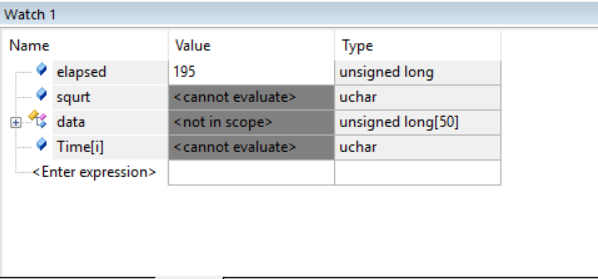 Watch 1
Name Value Type
elapsed 195 unsigned long
squrt <cannot evaluate> uchar
data <not in scope> unsigned long[50]
Time[i] <cannot evaluate> uchar
<Enter expression>